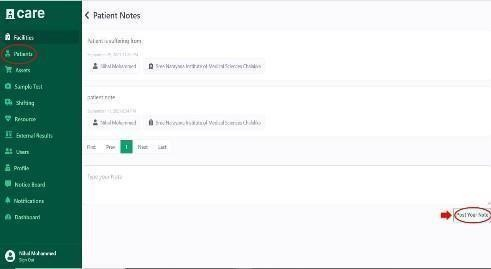 care
Patient Notes
Facilities
Patients
Assets
Sample Test
Shifting
Resource
External Results
Users
Profile
Notice Board
Notifications
Dashboard
Nihal Mohammed
Sign Out
Patient is suffering from
Nihal Mohammed Sree Narayana Institute of Medical Sciences Chalakka
patient note
Nihal Mohammed Sree Narayana Institute of Medical Sciences Chalakka
First Prev 1 Next Last
Type your Note
Post Your Note